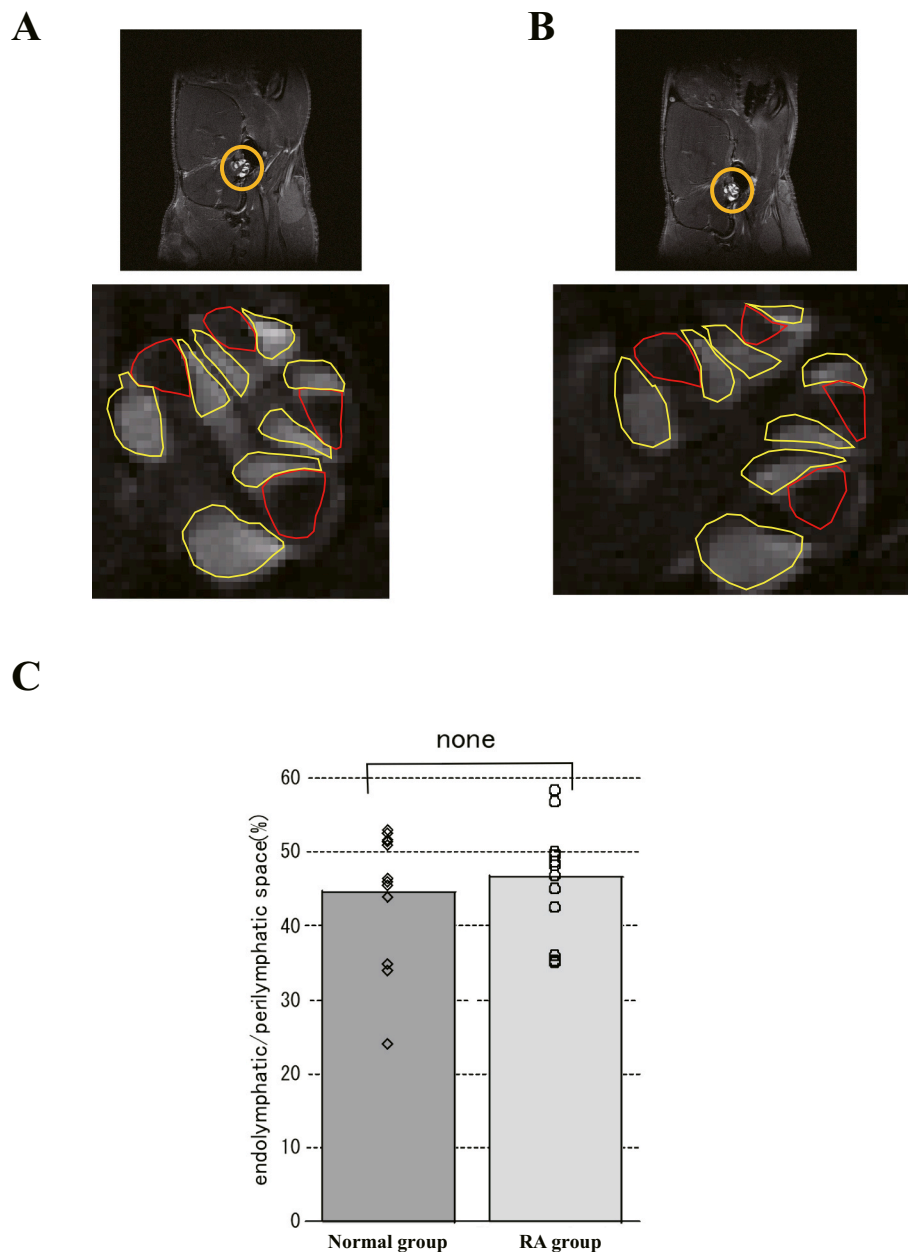 A
B
C
none
60
50
40
30
20
10
0
endolymphatic/perilymphatic space(%)
Normal group
RA group